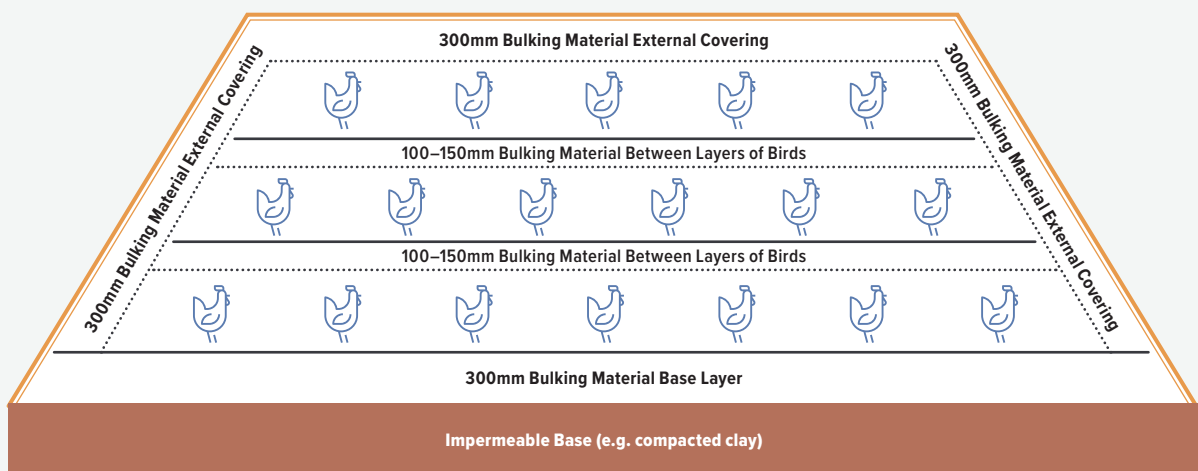 300mm Bulking Material External Covering
300mm Bulking Material External Covering
300mm Bulking Material External Covering
100–150mm Bulking Material Between Layers of Birds
100–150mm Bulking Material Between Layers of Birds
300mm Bulking Material Base Layer
Impermeable Base (e.g. compacted clay)